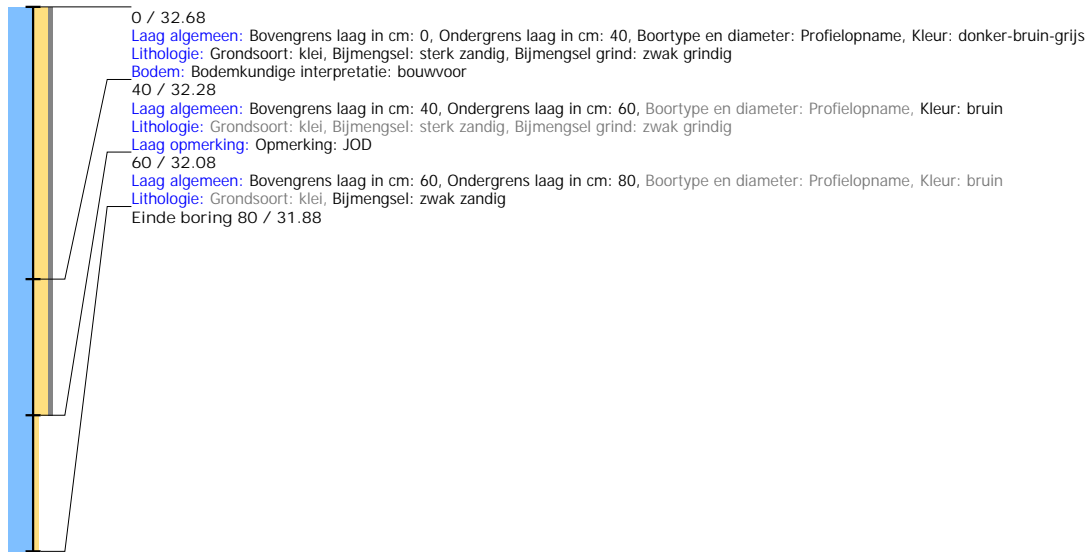 0 / 32.68
Laag algemeen: Bovengrens laag in cm: 0, Ondergrens laag in cm: 40, Boortype en diameter: Profielopname, Kleur: donker-bruin-grijs
Lithologie: Grondsoort: klei, Bijmengsel: sterk zandig, Bijmengsel grind: zwak grindig
Bodem: Bodemkundige interpretatie: bouwvoor
40 / 32.28
Laag algemeen: Bovengrens laag in cm: 40, Ondergrens laag in cm: 60, Boortype en diameter: Profielopname, Kleur: bruin
Lithologie: Grondsoort: klei, Bijmengsel: sterk zandig, Bijmengsel grind: zwak grindig
Laag opmerking: Opmerking: JOD
60 / 32.08
Laag algemeen: Bovengrens laag in cm: 60, Ondergrens laag in cm: 80, Boortype en diameter: Profielopname, Kleur: bruin
Lithologie: Grondsoort: klei, Bijmengsel: zwak zandig
Einde boring 80 / 31.88